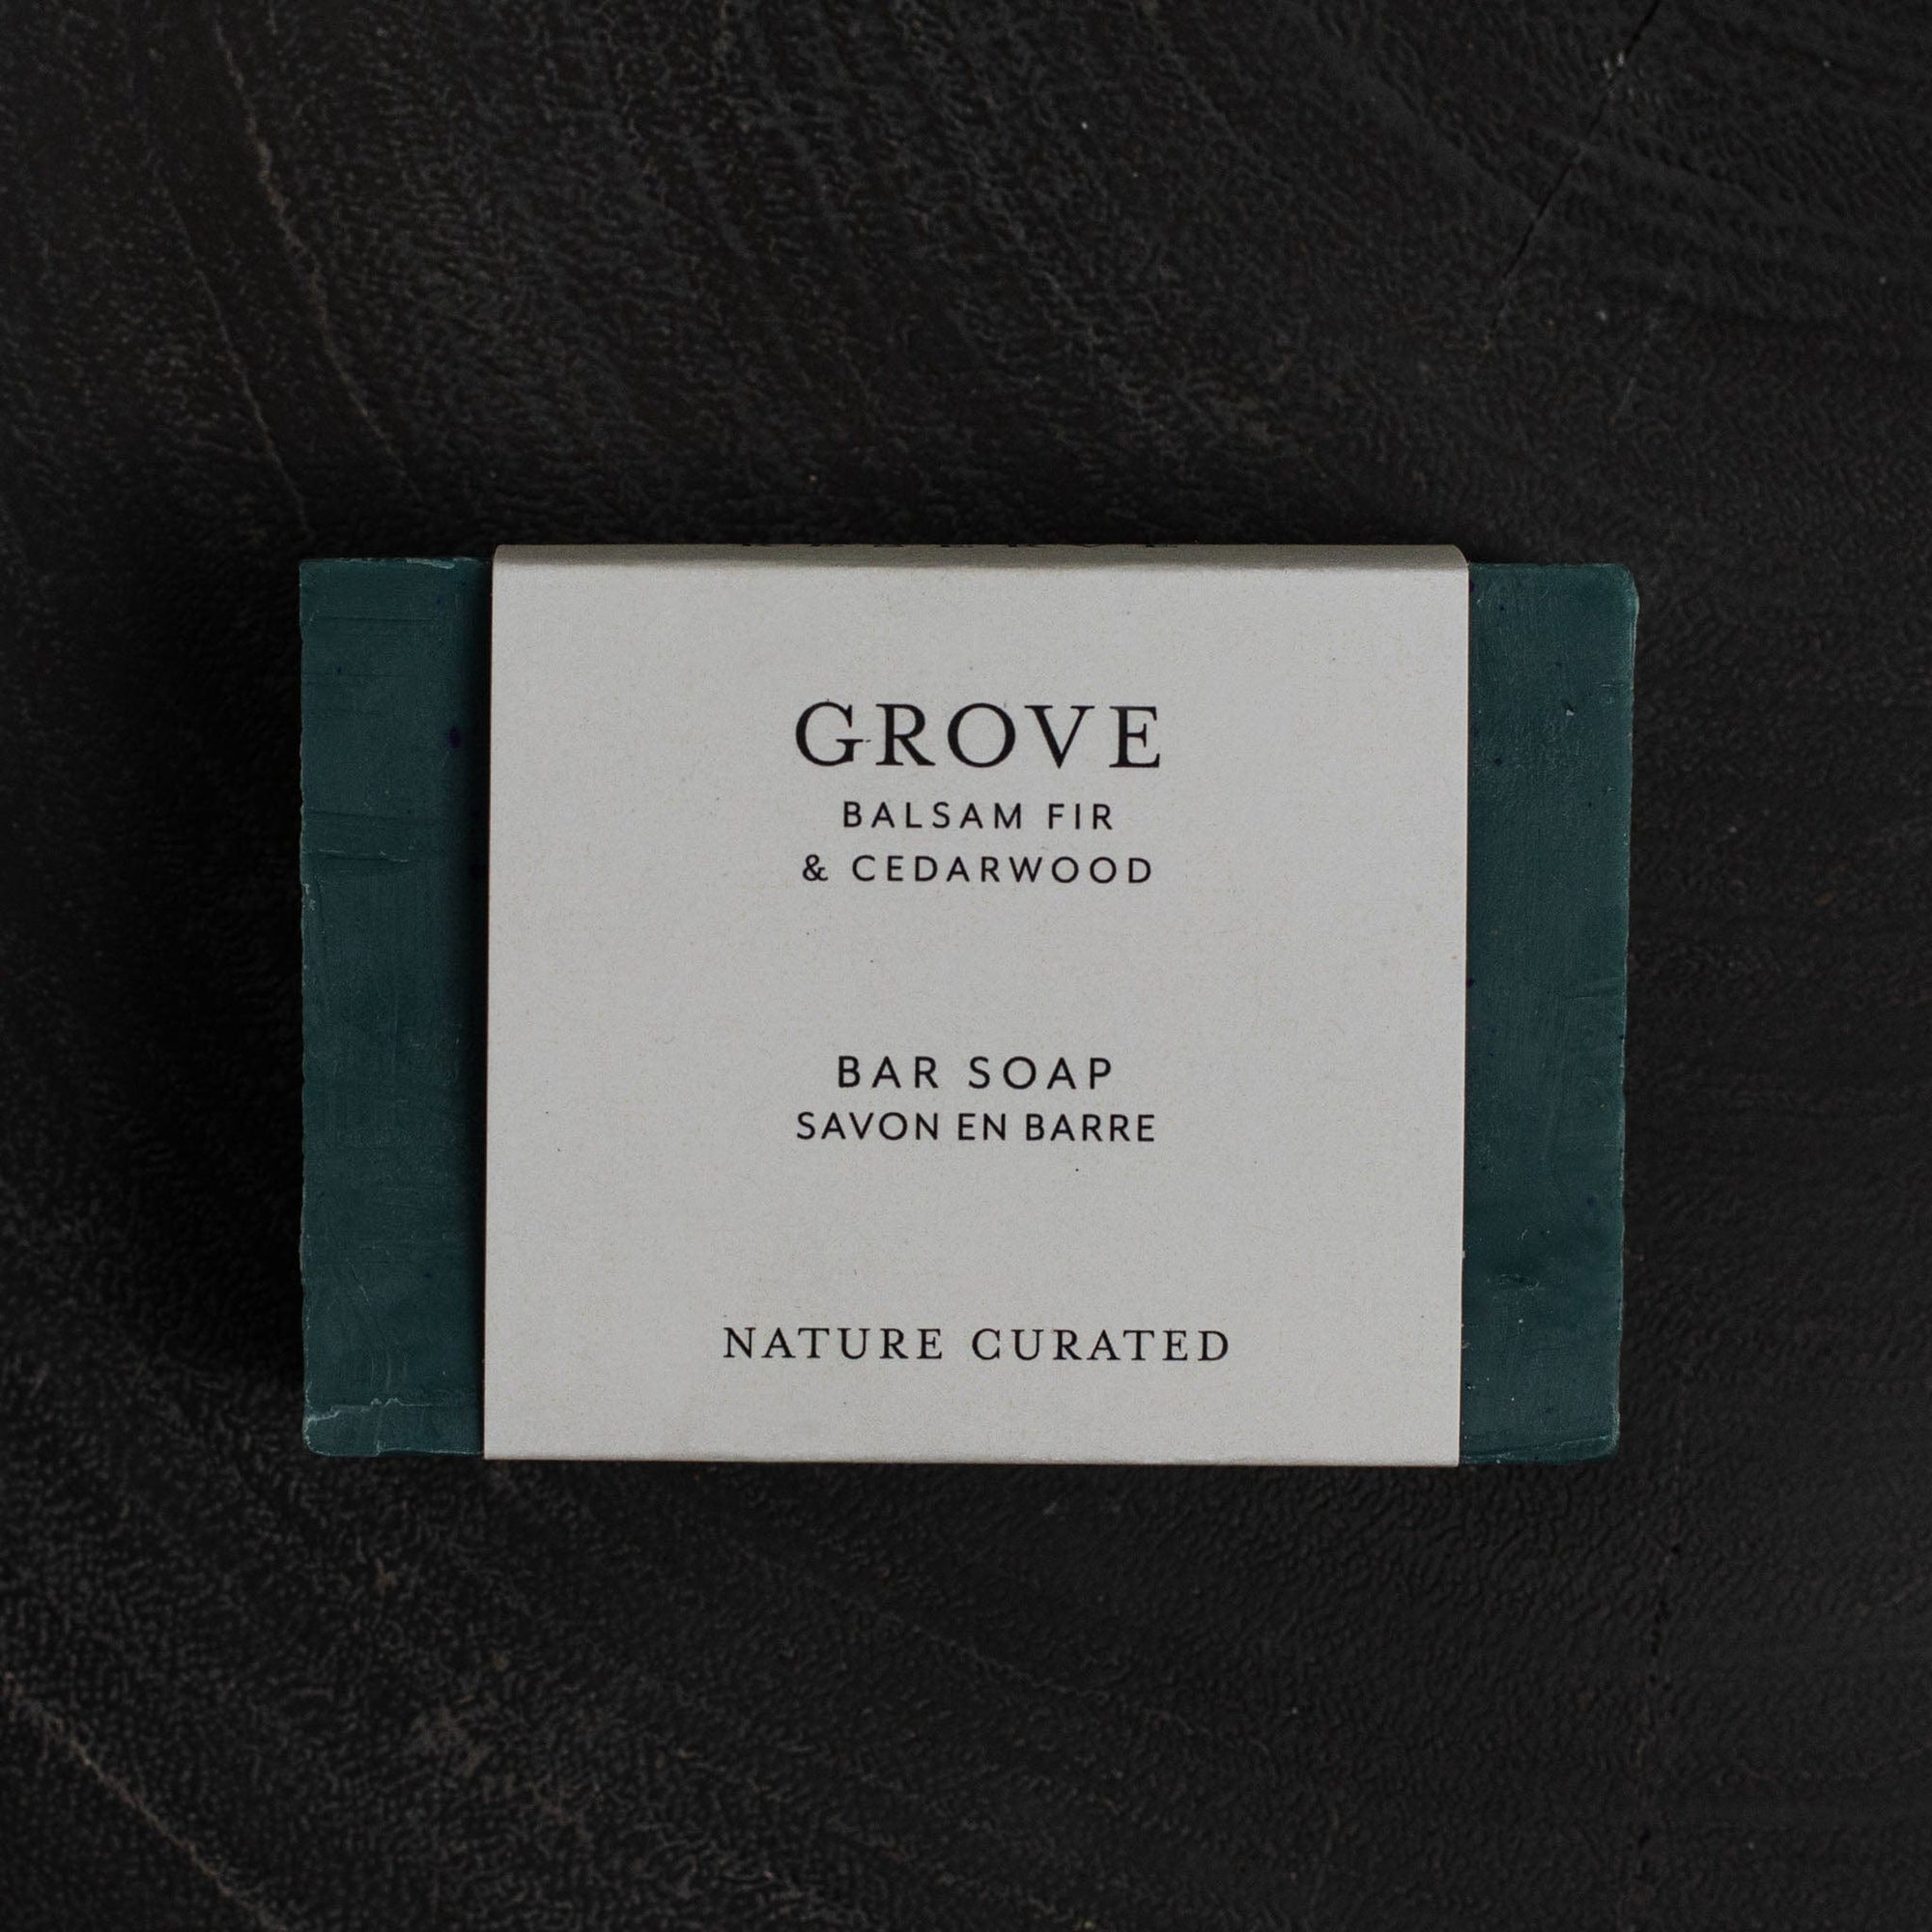 GROVE
BALSAM FIR
& CEDARWOOD
BAR SOAP
SAVON EN BARRE
NATURE CURATED